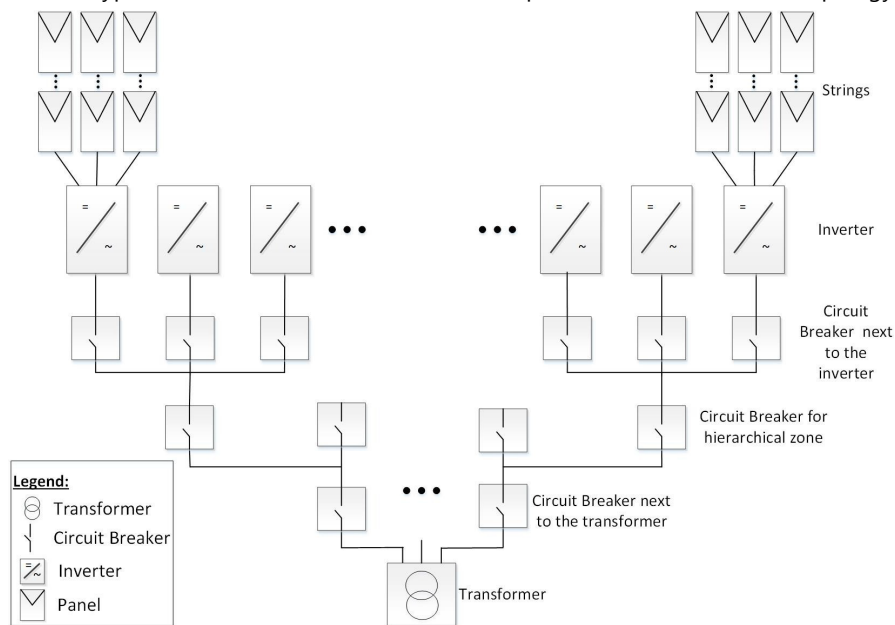 Strings
=
=
=
=
=
=
~
~
~
~
~
~
Inverter
Circuit
Breaker next
to the
inverter
Circuit Breaker for
hierarchical zone
Circuit Breaker next
to the transformer
Transformer
Legend:
Transformer
Circuit Breaker
=
~
Inverter
Panel